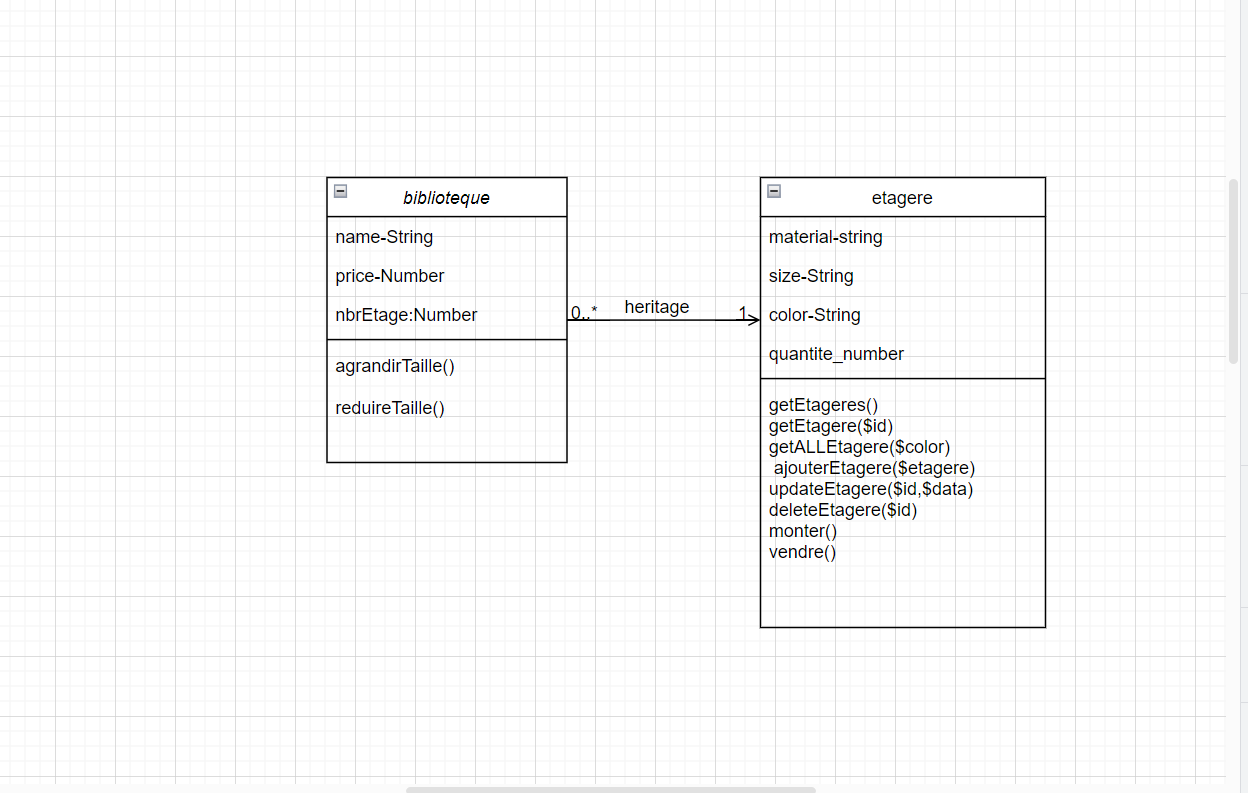 biblioteque
name-String
price-Number
nbrEtage:Number
agrandirTaille()
reduireTaille()
0..*
heritage
1
etagere
material-string
size-String
color-String
quantite_number
getEtageres()
getEtagere($id)
getALLEtagere($color)
ajouterEtagere($etagere)
updateEtagere($id,$data)
deleteEtagere($id)
monter()
vendre()